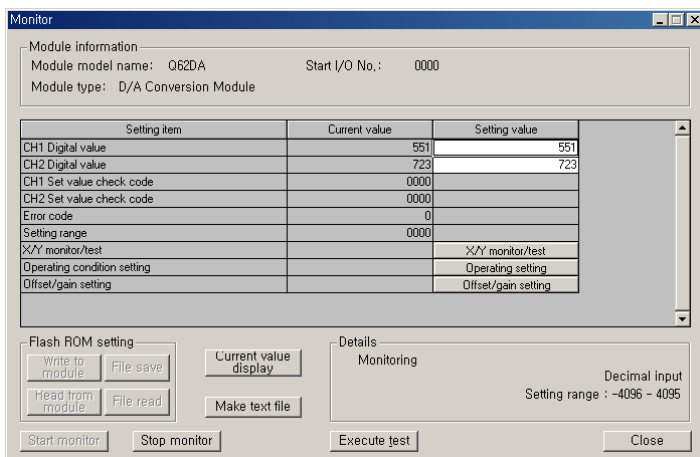 Monitor
Module information
Module model name: Q62DA Start I/O No.: 0000
Module type: D/A Conversion Module
Setting item Current value Setting value
CH1 Digital value 551 551
CH2 Digital value 723 723
CH1 Set value check code 0000
CH2 Set value check code 0000
Error code 0
Setting range 0000
X/Y monitor/test X/Y monitor/test
Operating condition setting Operating setting
Offset/gain setting Offset/gain setting
Flash ROM setting
Write to
module
File save
Read from
module
File read
Current value
display
Make text file
Details
Monitoring
Decimal input
Setting range : -4096 - 4095
Start monitor Stop monitor Execute test Close